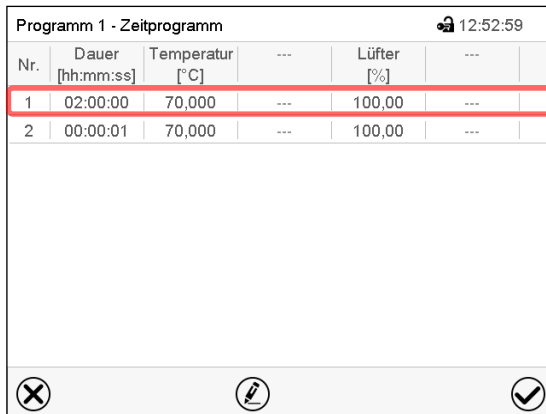 Programm 1 - Zeitprogramm 12:52:59
Nr. Dauer [hh:mm:ss] Temperatur [°C] --- Lüfter [%] ---
1 02:00:00 70,000 --- 100,00 ---
2 00:00:01 70,000 --- 100,00 ---